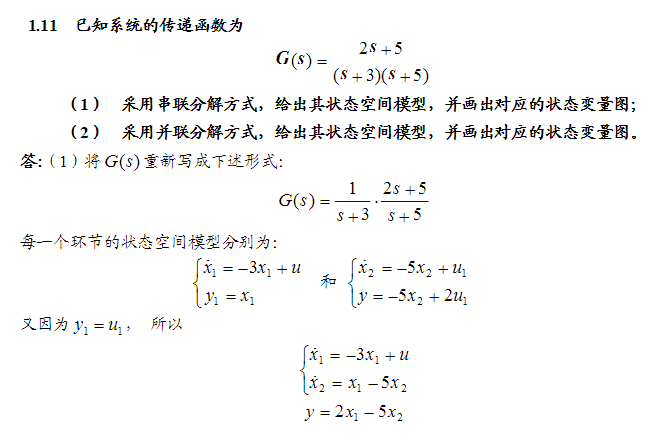 1.11 已知系统的传递函数为
G(s) = \frac{2s+5}{(s+3)(s+5)}
(1) 采用串联分解方式，给出其状态空间模型，并画出对应的状态变量图；
(2) 采用并联分解方式，给出其状态空间模型，并画出对应的状态变量图。
答:（1）将 G(s) 重新写成下述形式：
G(s) = \frac{1}{s+3} \cdot \frac{2s+5}{s+5}
每一个环节的状态空间模型分别为：
\begin{cases} \dot{x}_1 = -3x_1 + u \\ y_1 = x_1 \end{cases} 和 \begin{cases} \dot{x}_2 = -5x_2 + u_1 \\ y = -5x_2 + 2u_1 \end{cases}
又因为 y_1 = u_1， 所以
\begin{cases} \dot{x}_1 = -3x_1 + u \\ \dot{x}_2 = x_1 - 5x_2 \end{cases}
y = 2x_1 - 5x_2